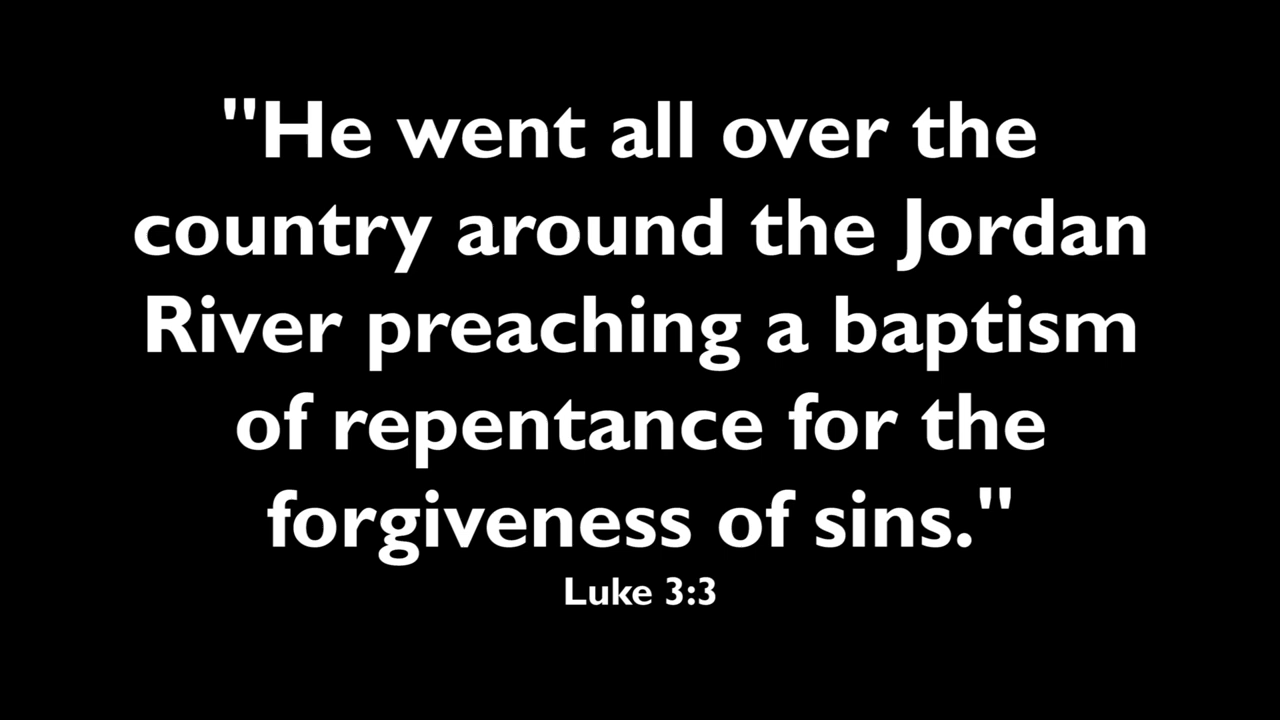 "He went all over the
country around the Jordan
River preaching a baptism
of repentance for the
forgiveness of sins."
Luke 3:3